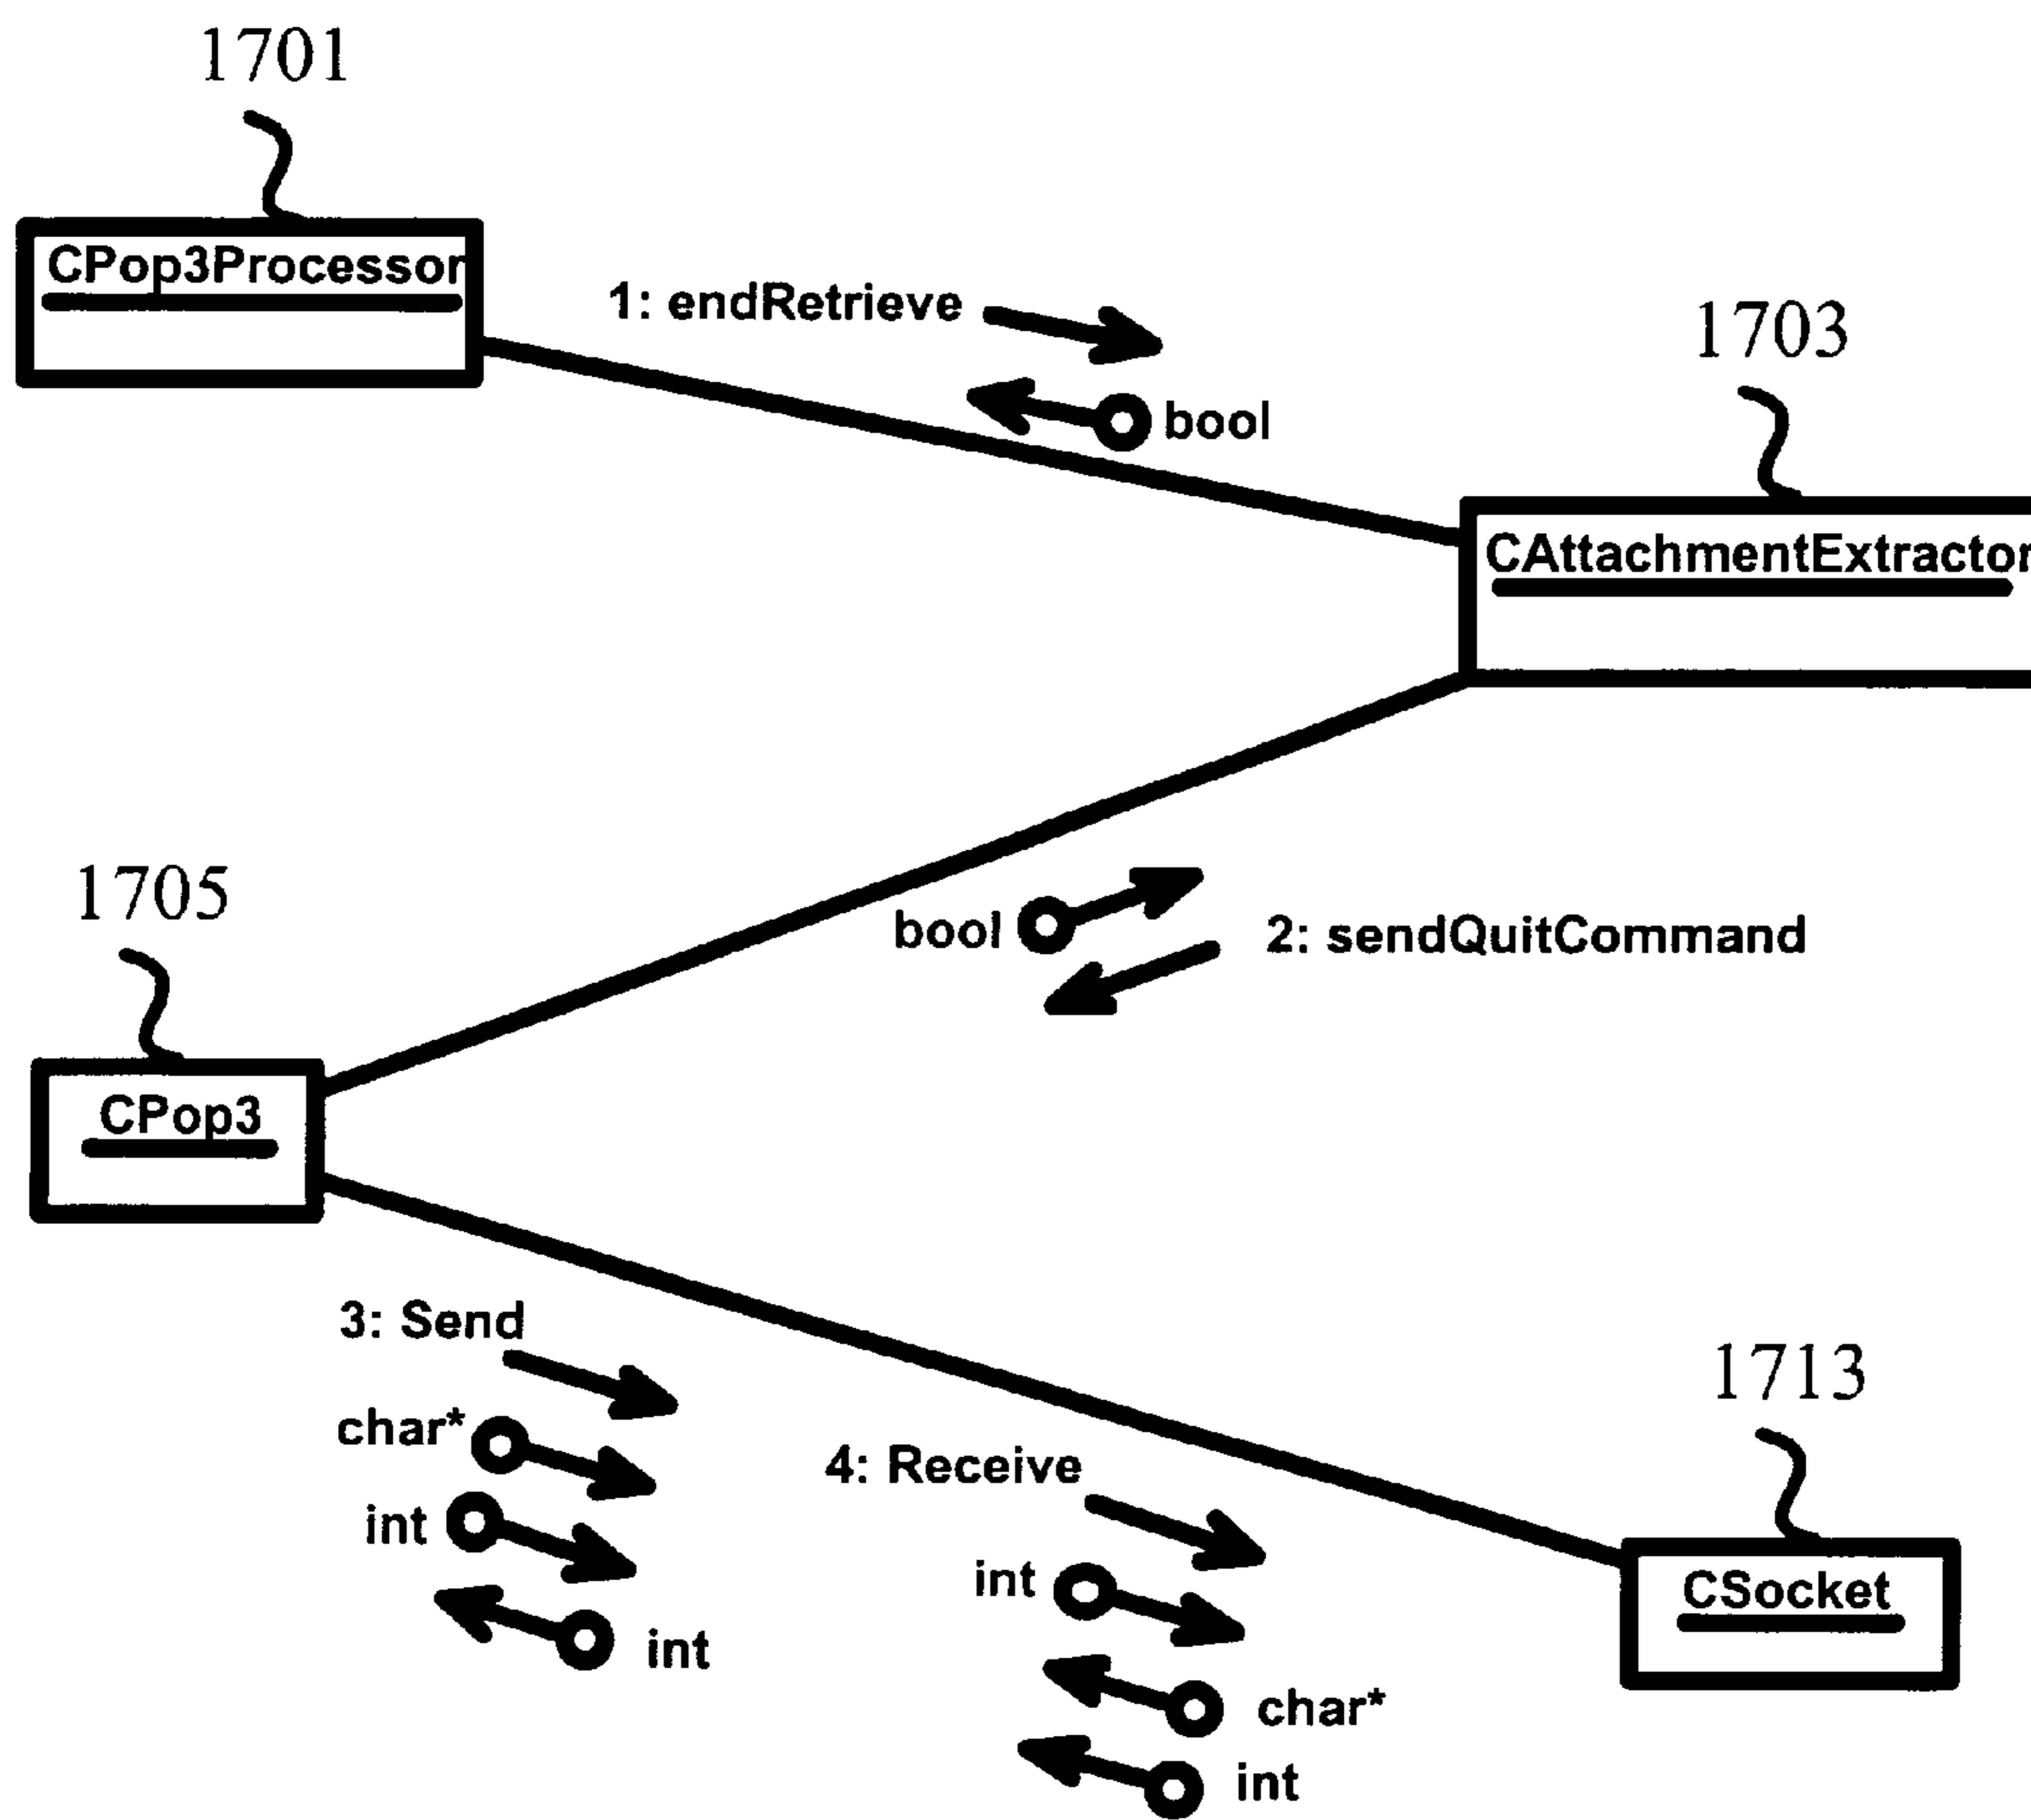 1701
CPop3Processor
1: endRetrieve
bool
1703
CAttachmentExtractor
1705
bool
2: sendQuitCommand
CPop3
3: Send
char*
int
int
4: Receive
int
char*
int
1713
CSocket